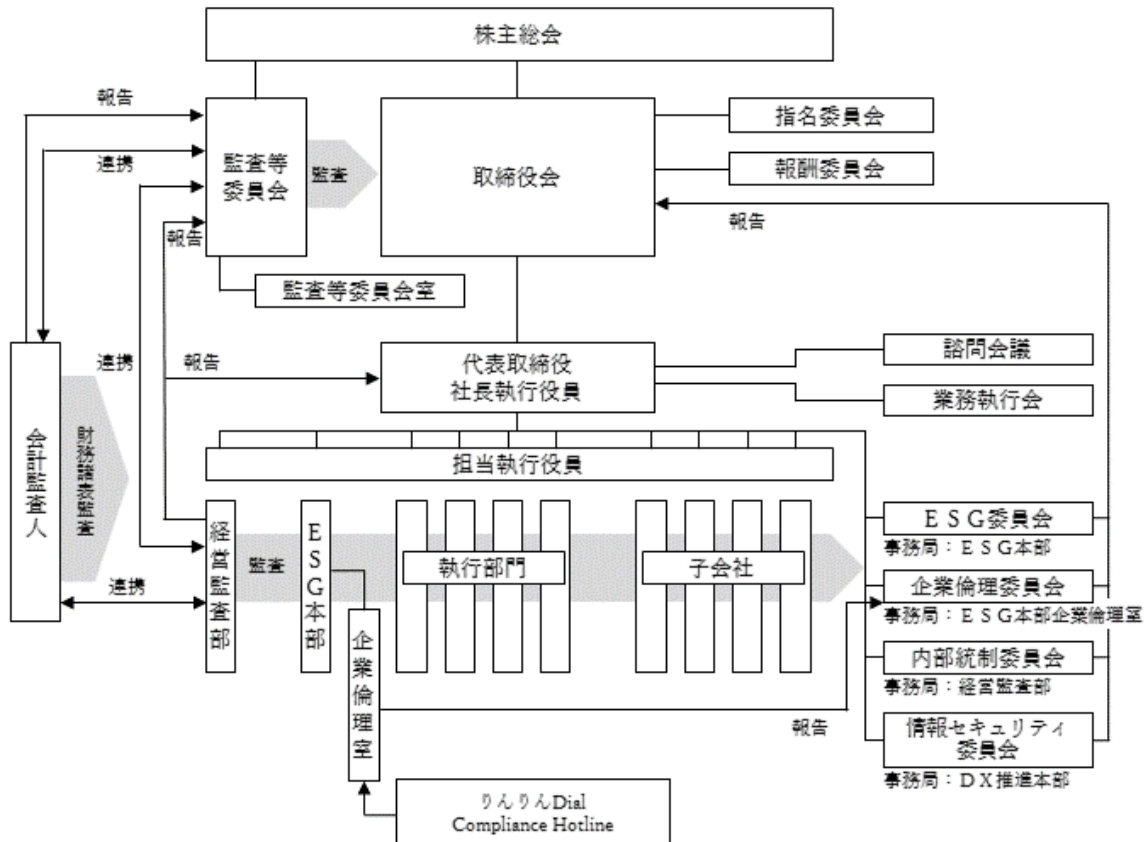 株主総会
報告
連携
監査等
委員会
監査
取締役会
指名委員会
報酬委員会
報告
報告
監査等委員会室
連携
報告
代表取締役
社長執行役員
諮問会議
業務執行会
会計監査人
財務諸表監査
担当執行役員
連携
経営監査部
監査
ESG本部
執行部門
子会社
ESG委員会
事務局:ESG本部
企業倫理委員会
事務局:ESG本部企業倫理室
企業倫理室
内部統制委員会
事務局:経営監査部
報告
情報セキュリティ
委員会
事務局:DX推進本部
りんりんDial
Compliance Hotline